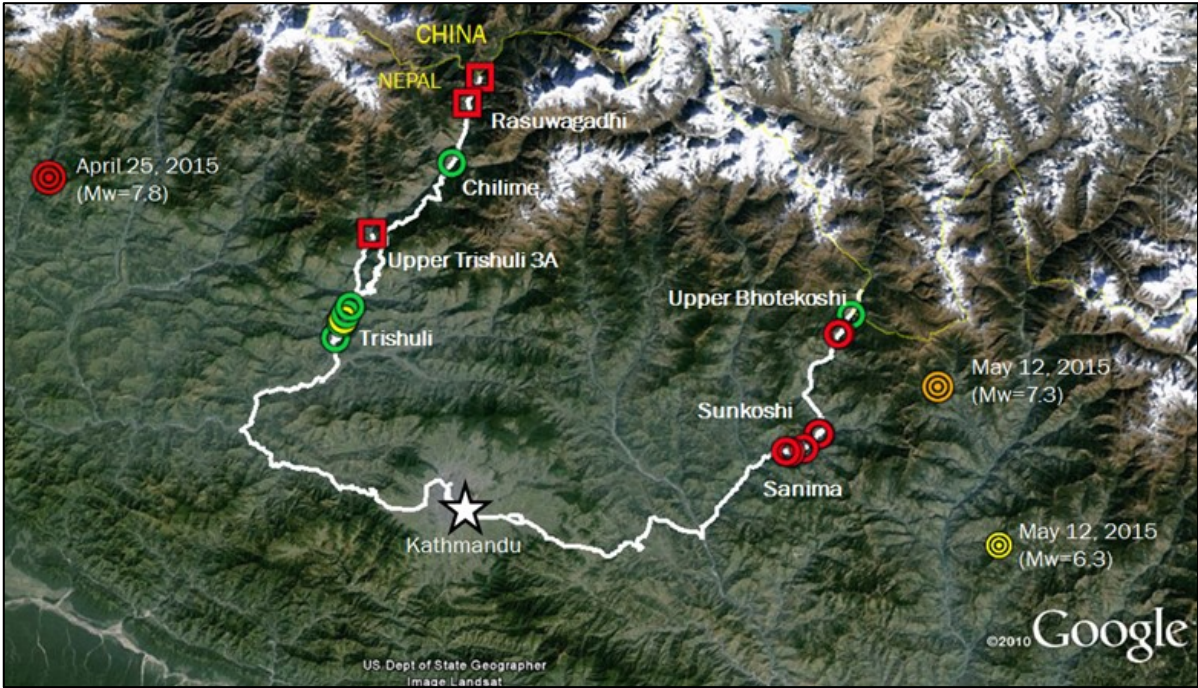 CHINA
NEPAL
Rasuwagadhi
April 25, 2015
(Mw=7.8)
Chilime
Upper Trishuli 3A
Upper Bhotekoshi
Trishuli
May 12, 2015
(Mw=7.3)
Sunkoshi
Sanima
Kathmandu
May 12, 2015
(Mw=6.3)
©2010 Google
US Dept of State Geographer
Image Landsat